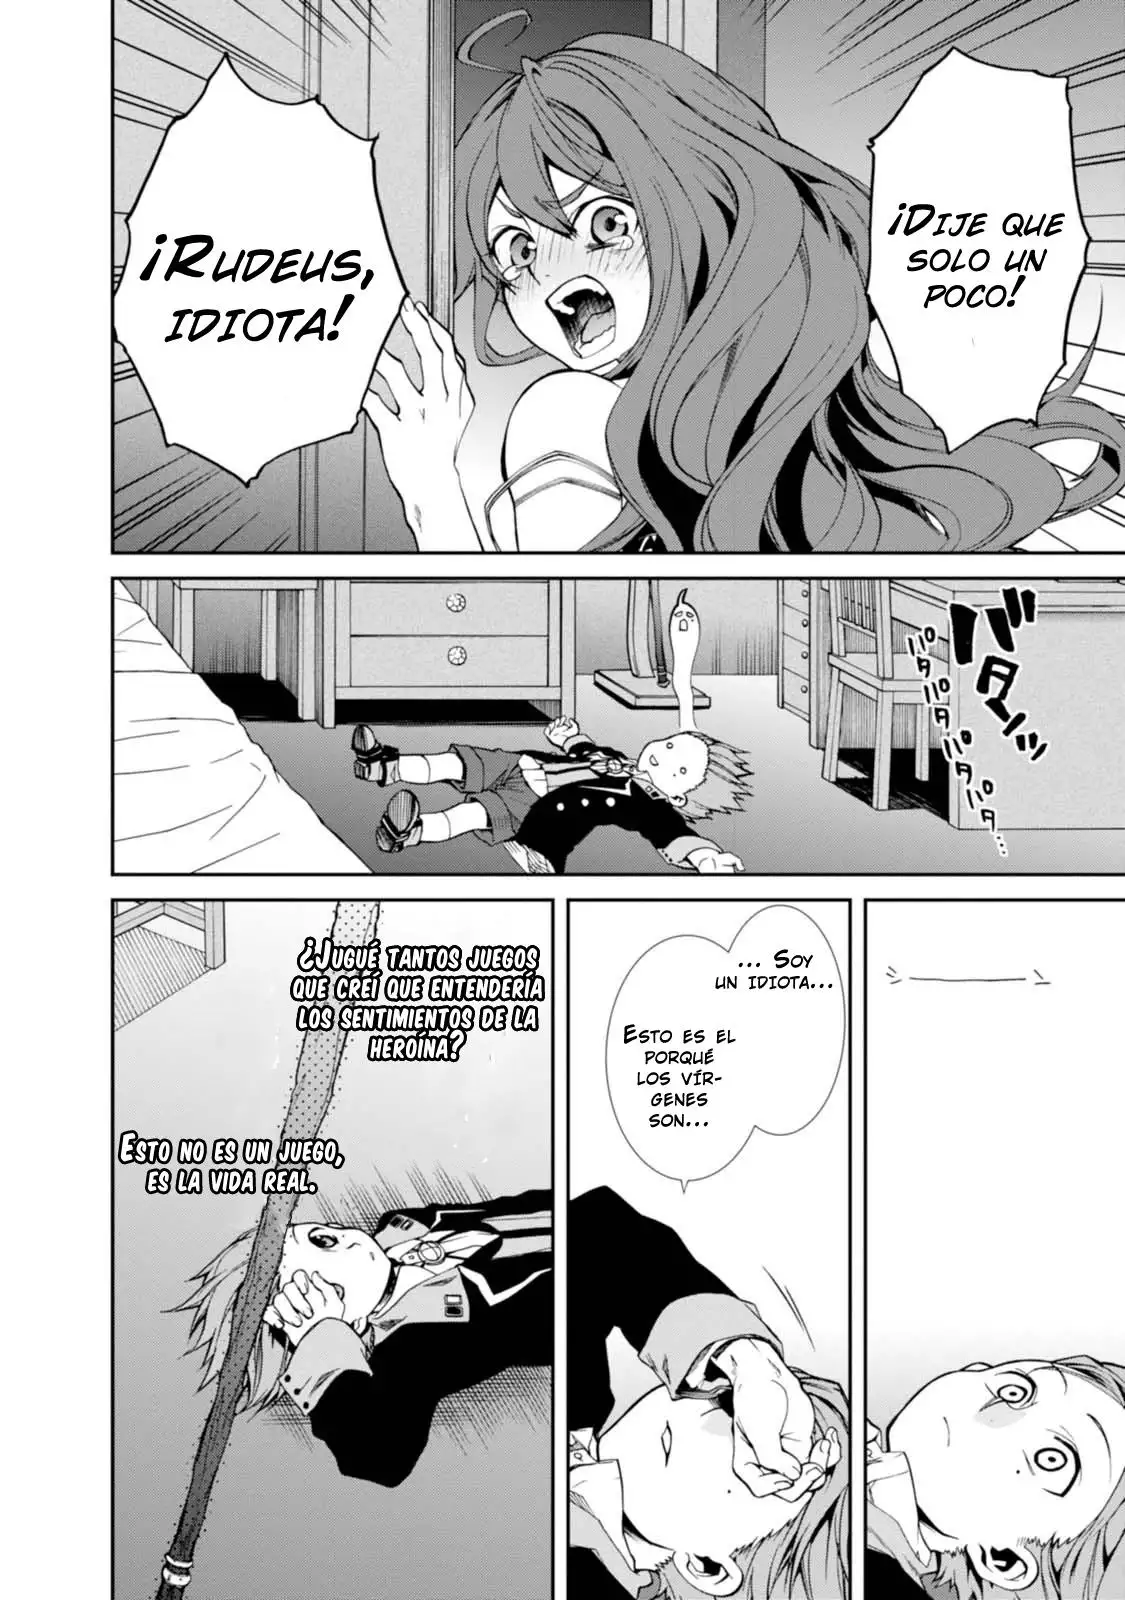 ¡DIJE QUE
SOLO UN
POCO!
¡RUDEUS,
IDIOTA!
バタンッ
パタ
パタ
パタ
パタ…
... SOY
UN IDIOTA...
ESTO ES EL
PORQUÉ
LOS VÍR-
GENES
SON...
¿JUGUÉ TANTOS JUEGOS
QUE CREÍ QUE ENTENDERÍA
LOS SENTIMIENTOS DE LA
HEROÍNA?
ESTO NO ES UN JUEGO,
ES LA VIDA REAL.